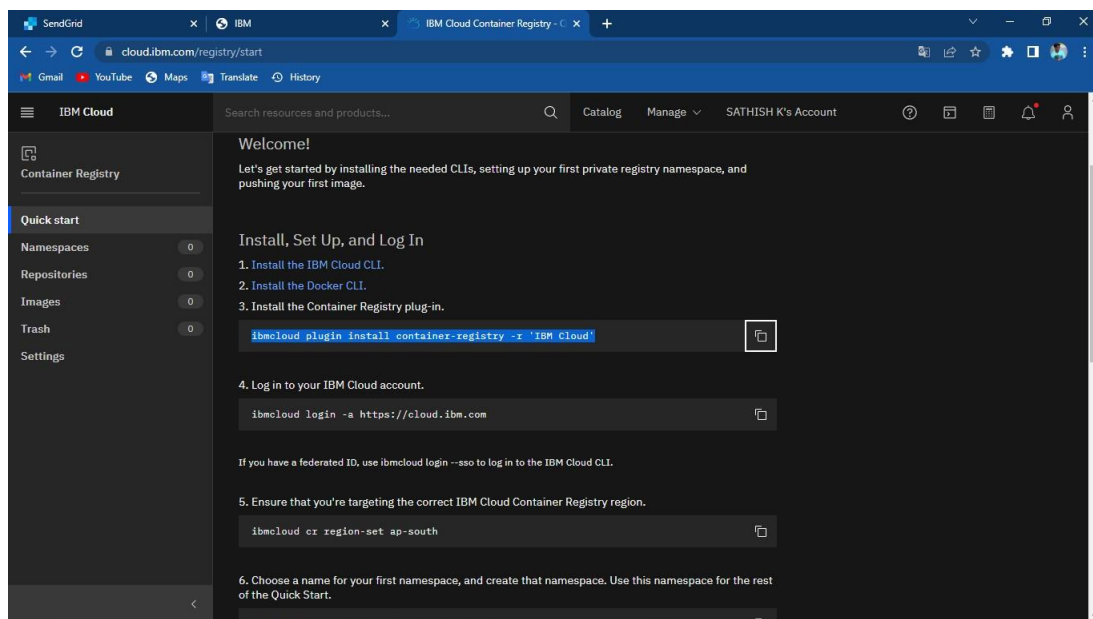 SendGrid
IBM
IBM Cloud Container Registry - C
cloud.ibm.com/registry/start
Gmail
YouTube
Maps
Translate
History
IBM Cloud
Search resources and products...
Catalog
Manage
SATHISH K's Account
Container Registry
Quick start
Namespaces 0
Repositories 0
Images 0
Trash 0
Settings
Welcome!
Let's get started by installing the needed CLIs, setting up your first private registry namespace, and
pushing your first image.
Install, Set Up, and Log In
1. Install the IBM Cloud CLI.
2. Install the Docker CLI.
3. Install the Container Registry plug-in.
ibmcloud plugin install container-registry -r 'IBM Cloud'
4. Log in to your IBM Cloud account.
ibmcloud login -a https://cloud.ibm.com
If you have a federated ID, use ibmcloud login --sso to log in to the IBM Cloud CLI.
5. Ensure that you're targeting the correct IBM Cloud Container Registry region.
ibmcloud cr region-set ap-south
6. Choose a name for your first namespace, and create that namespace. Use this namespace for the rest
of the Quick Start.